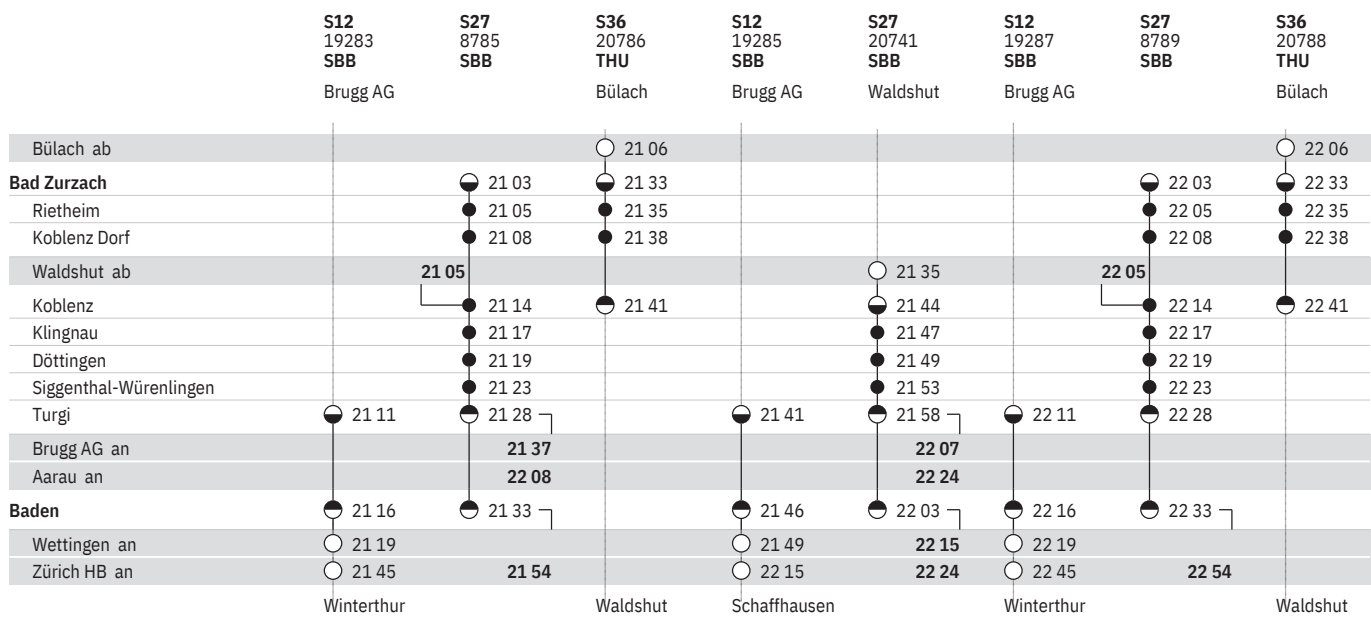 S12 S27 S36 S12 S27 S12 S27 S36
19283 8785 20786 19285 20741 19287 8789 20788
SBB SBB THU SBB SBB SBB SBB THU
Brugg AG Bülach Brugg AG Waldshut Brugg AG Bülach
Bülach ab 21 06 22 06
Bad Zurzach 21 03 21 33 22 03 22 33
Rietheim 21 05 21 35 22 05 22 35
Koblenz Dorf 21 08 21 38 22 08 22 38
Waldshut ab 21 05 21 35 22 05
Koblenz 21 14 21 41 21 44 22 14 22 41
Klingnau 21 17 21 47 22 17
Döttingen 21 19 21 49 22 19
Siggenthal-Würenlingen 21 23 21 53 22 23
Turgi 21 11 21 28 21 41 21 58 22 11 22 28
Brugg AG an 21 37 22 07
Aarau an 22 08 22 24
Baden 21 16 21 33 21 46 22 03 22 16 22 33
Wettingen an 21 19 21 49 22 15 22 19
Zürich HB an 21 45 21 54 22 15 22 24 22 45 22 54
Winterthur Waldshut Schaffhausen Winterthur Waldshut